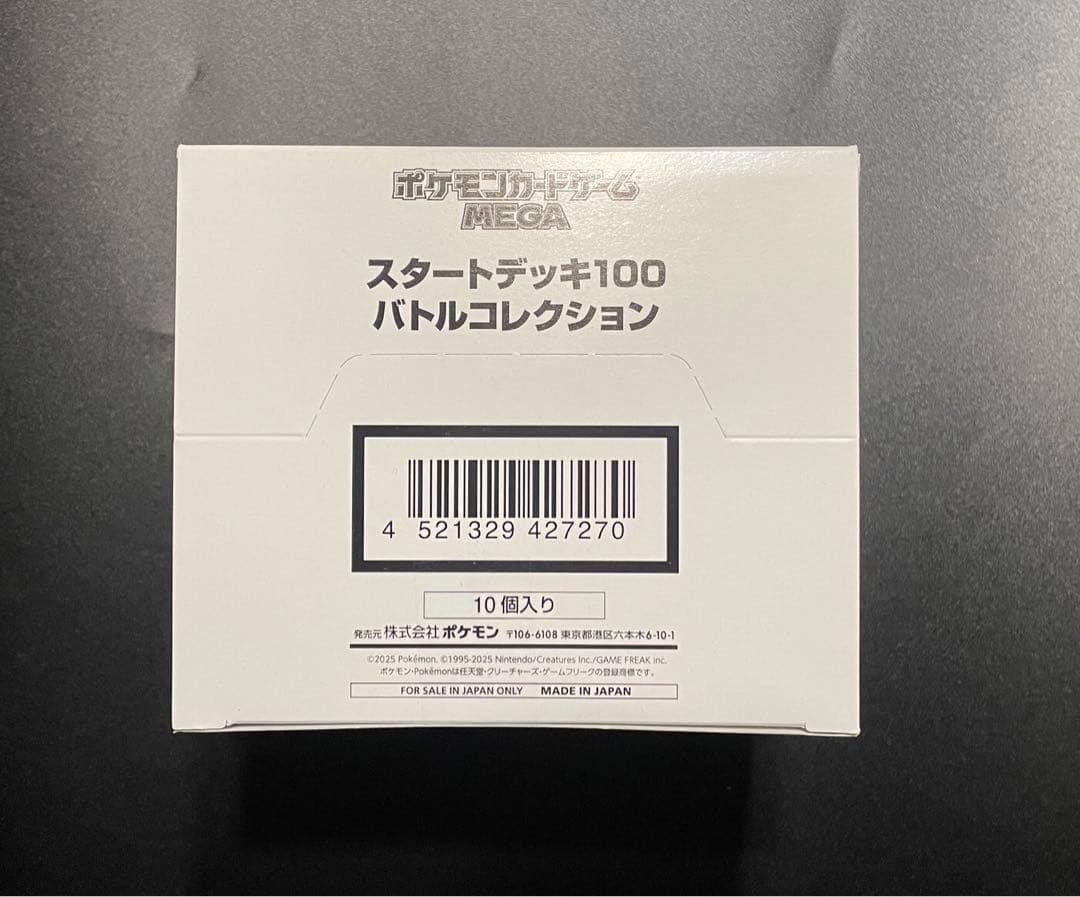 ポケモンカードゲーム
MEGA
スタートデッキ100
バトルコレクション
4 521329 427270
10個入り
発売元 株式会社ポケモン 〒106-6108 東京都港区六本木6-10-1
©2025 Pokémon. ©1995-2025 Nintendo/Creatures Inc./GAME FREAK inc.
ポケモン・Pokémonは任天堂・クリーチャーズ・ゲームフリークの登録商標です。
FOR SALE IN JAPAN ONLY MADE IN JAPAN